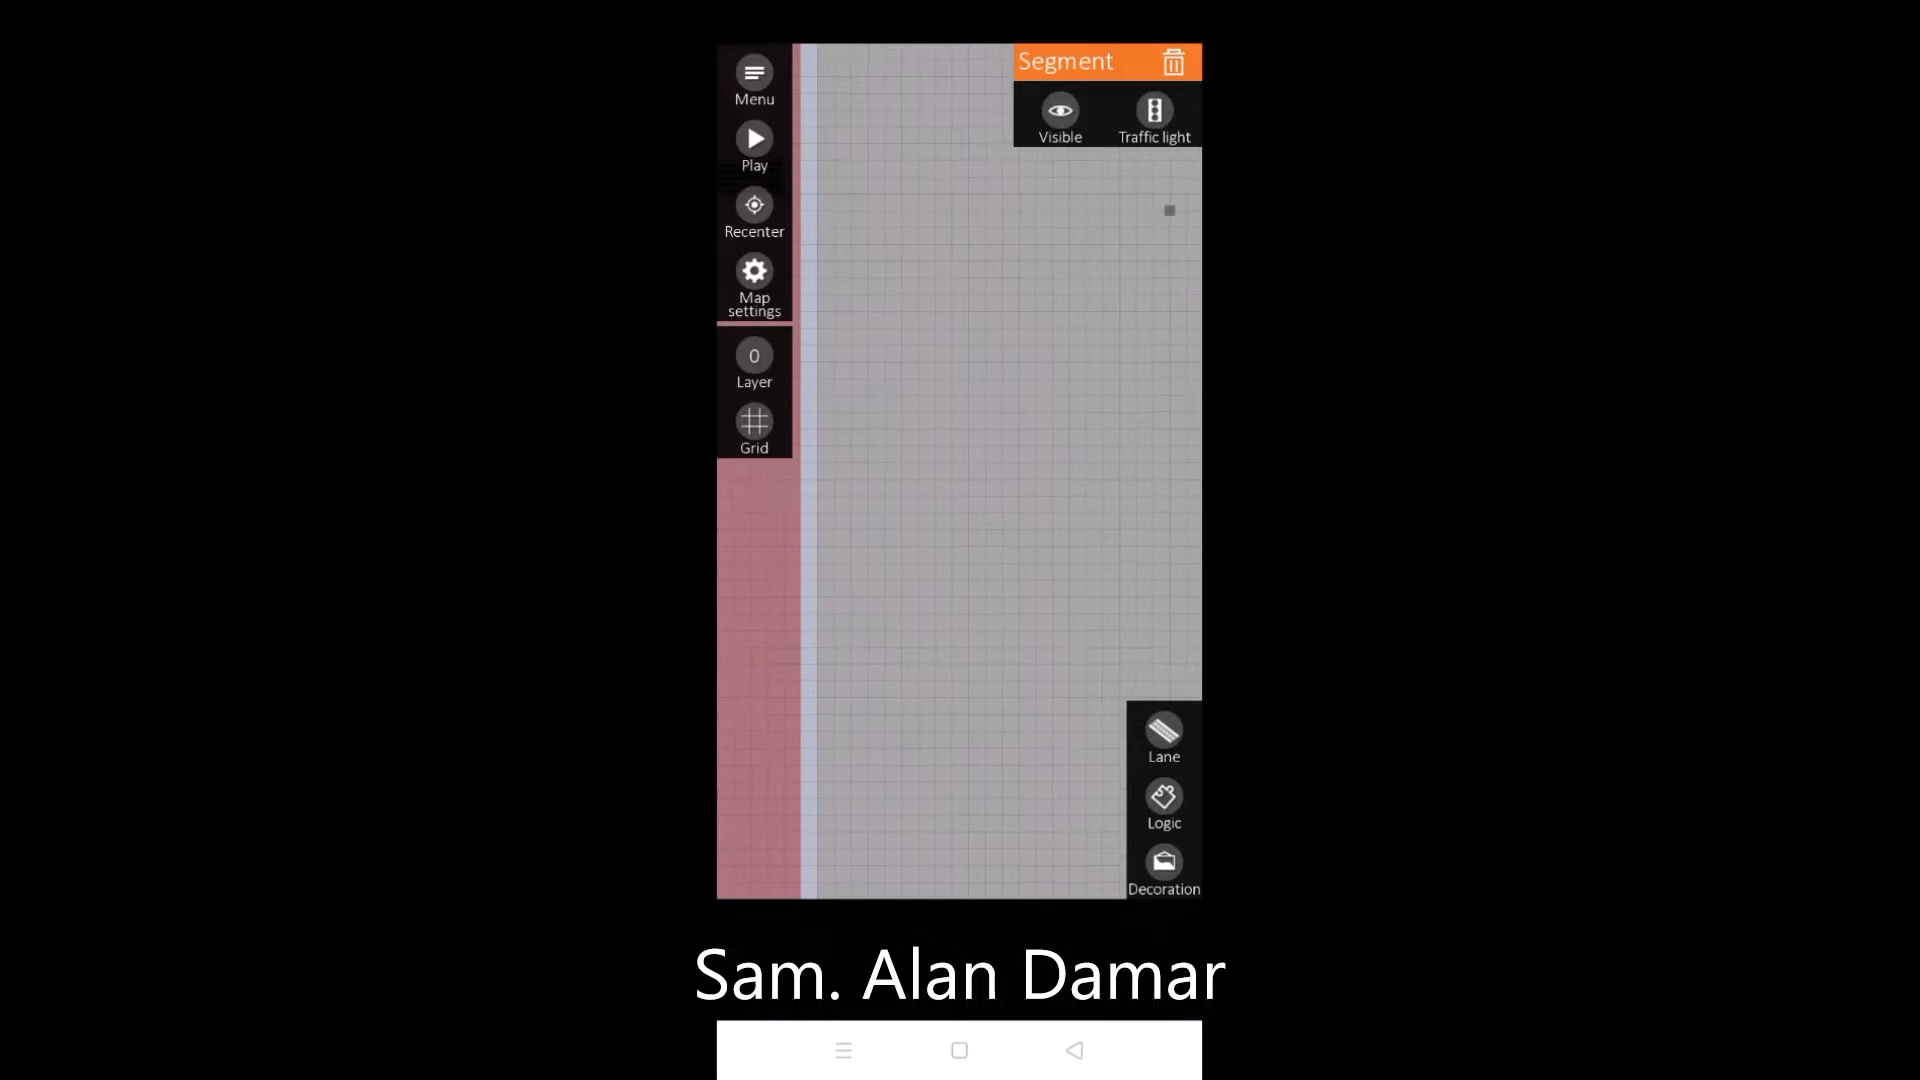 Menu
Play
Recenter
Map
settings
0
Layer
Grid
Segment
Visible
Traffic light
Lane
Logic
Decoration
Sam. Alan Damar